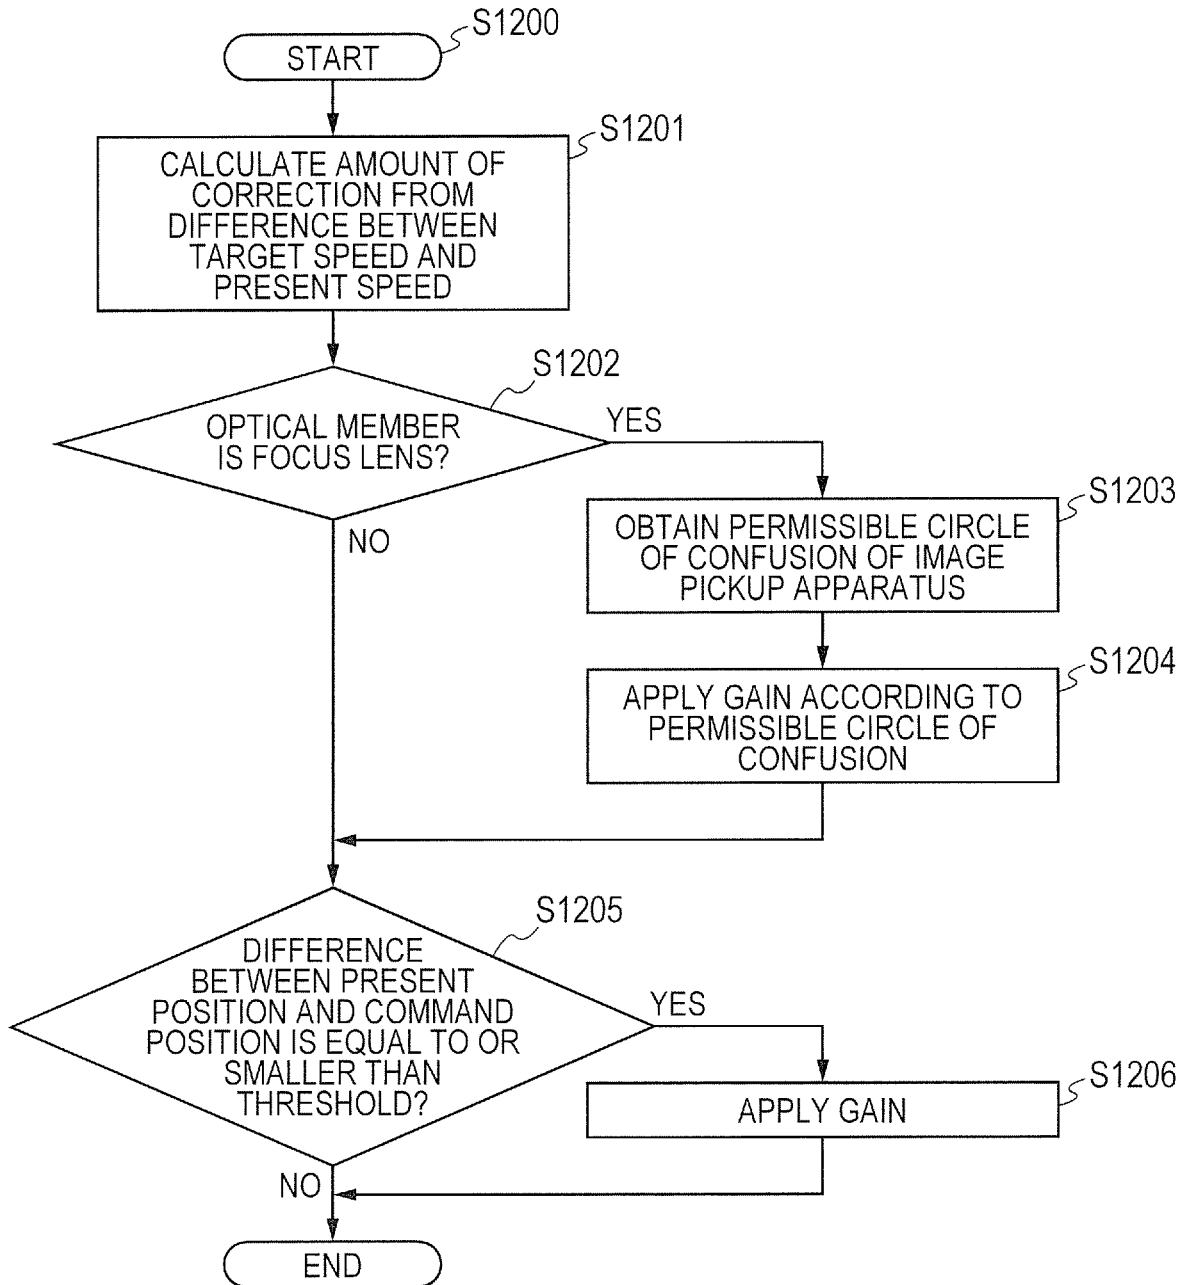 S1200
START
S1201
CALCULATE AMOUNT OF
CORRECTION FROM
DIFFERENCE BETWEEN
TARGET SPEED AND
PRESENT SPEED
S1202
OPTICAL MEMBER
IS FOCUS LENS?
YES
NO
S1203
OBTAIN PERMISSIBLE CIRCLE
OF CONFUSION OF IMAGE
PICKUP APPARATUS
S1204
APPLY GAIN ACCORDING TO
PERMISSIBLE CIRCLE OF
CONFUSION
S1205
DIFFERENCE
BETWEEN PRESENT
POSITION AND COMMAND
POSITION IS EQUAL TO OR
SMALLER THAN
THRESHOLD?
YES
S1206
APPLY GAIN
NO
END